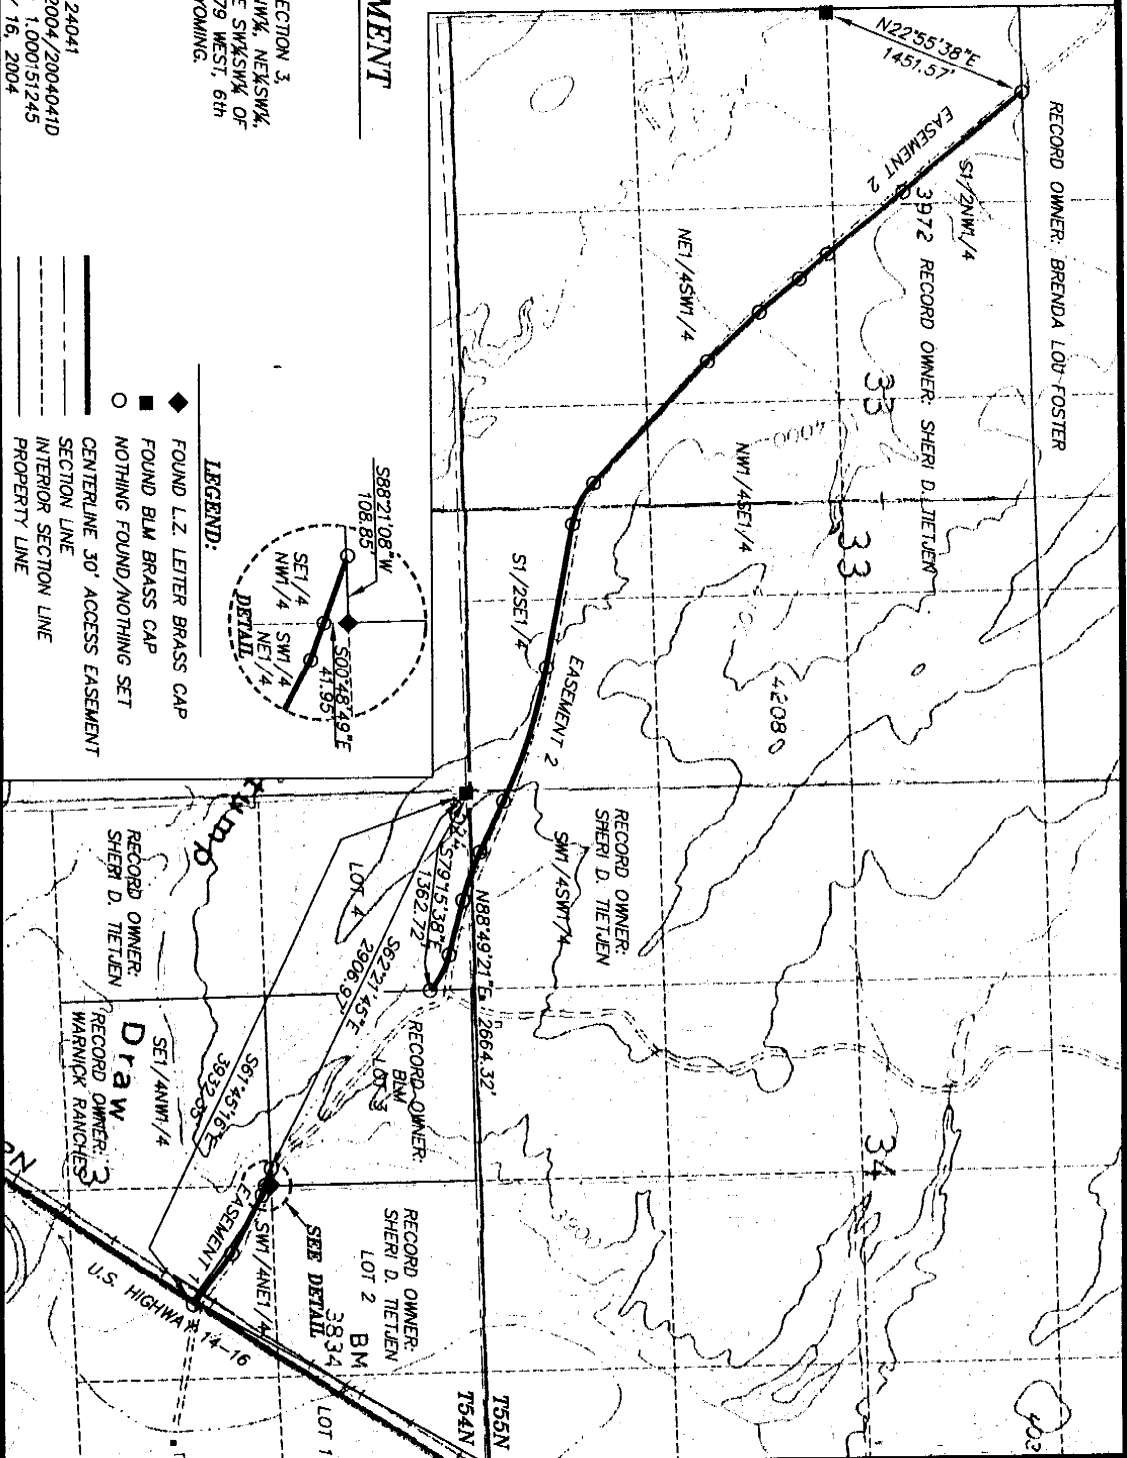 RECORD OWNER: BRENDA LOU FOSTER
N22°55'38"E
1451.57'
EASEMENT 2
S1/2NW1/4
3972
RECORD OWNER: SHERI D. TIETJEN
33
33
NE1/4SW1/4
4000
NW1/4SE1/4
S1/2SE1/4
EASEMENT 2
4208
RECORD OWNER:
SHERI D. TIETJEN
SW1/4SW1/4
34
3900
N88°49'21"E 2664.32'
T55N
T54N
S79°15'38"E
1362.72'
LOT 4
S62°21'45"E
2906.97'
S61°45'16"E
RECORD OWNER:
BLM
LOT 3
RECORD OWNER:
SHERI D. TIETJEN
LOT 2
BM
3834
SEE DETAIL
SW1/4NE1/4
EASEMENT 1
U.S. HIGHWAY 14-16
LOT 1
RECORD OWNER:
SHERI D. TIETJEN
SE1/4NW1/4
Draw
3
RECORD OWNER:
WARNICK RANCHES
S88°21'08"W
108.85'
S00°48'49"E
41.95'
SE1/4
NW1/4
SW1/4
NE1/4
DETAIL
LEGEND:
FOUND L.Z. LEITER BRASS CAP
FOUND BLM BRASS CAP
NOTHING FOUND/NOTHING SET
CENTERLINE 30' ACCESS EASEMENT
SECTION LINE
INTERIOR SECTION LINE
PROPERTY LINE
MENT
ECTION 3,
NW¼, NE¼SW¼,
E SW¼SW¼ OF
79 WEST, 6th
YOMING.
24041
2004/2004041D
1.000151245
16, 2004